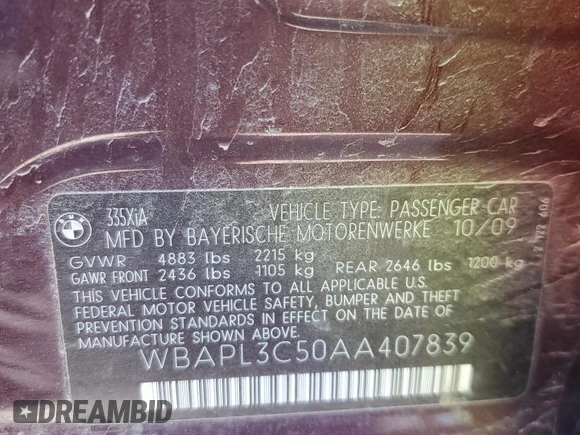 BMW
335XiA VEHICLE TYPE: PASSENGER CAR
MFD BY BAYERISCHE MOTORENWERKE 10/09
GVWR 4883 lbs 2215 kg
GAWR FRONT 2436 lbs 1105 kg REAR 2646 lbs 1200 kg
THIS VEHICLE CONFORMS TO ALL APPLICABLE U.S.
FEDERAL MOTOR VEHICLE SAFETY, BUMPER AND THEFT
PREVENTION STANDARDS IN EFFECT ON THE DATE OF
MANUFACTURE SHOWN ABOVE.
WBAPL3C50AA407839
DREAMBID